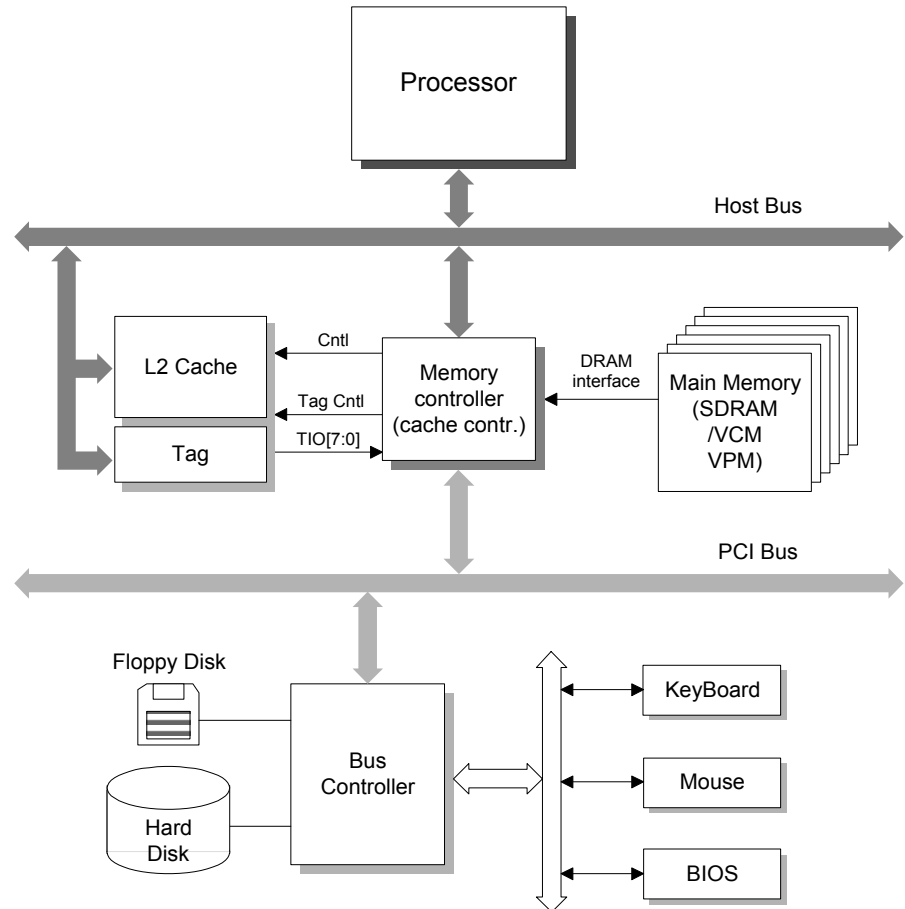 Processor
Host Bus
L2 Cache
Cntl
Tag Cntl
Tag
TIO[7:0]
Memory
controller
(cache contr.)
DRAM
interface
Main Memory
(SDRAM
/VCM
VPM)
PCI Bus
Floppy Disk
Hard
Disk
Bus
Controller
KeyBoard
Mouse
BIOS